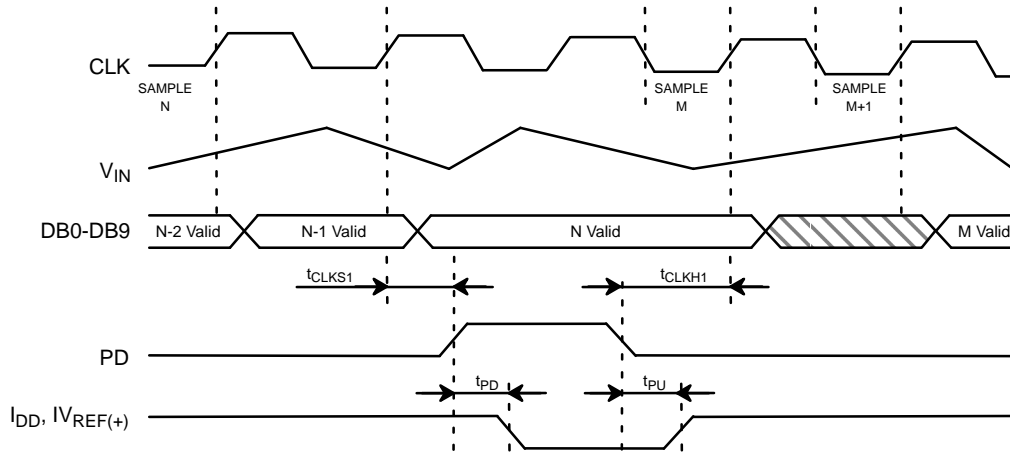 CLK
SAMPLE
N
SAMPLE
M
SAMPLE
M+1
VIN
DB0-DB9
N-2 Valid
N-1 Valid
N Valid
M Valid
tCLKS1
tCLKH1
PD
tPD
tPU
IDD, IVREF(+)